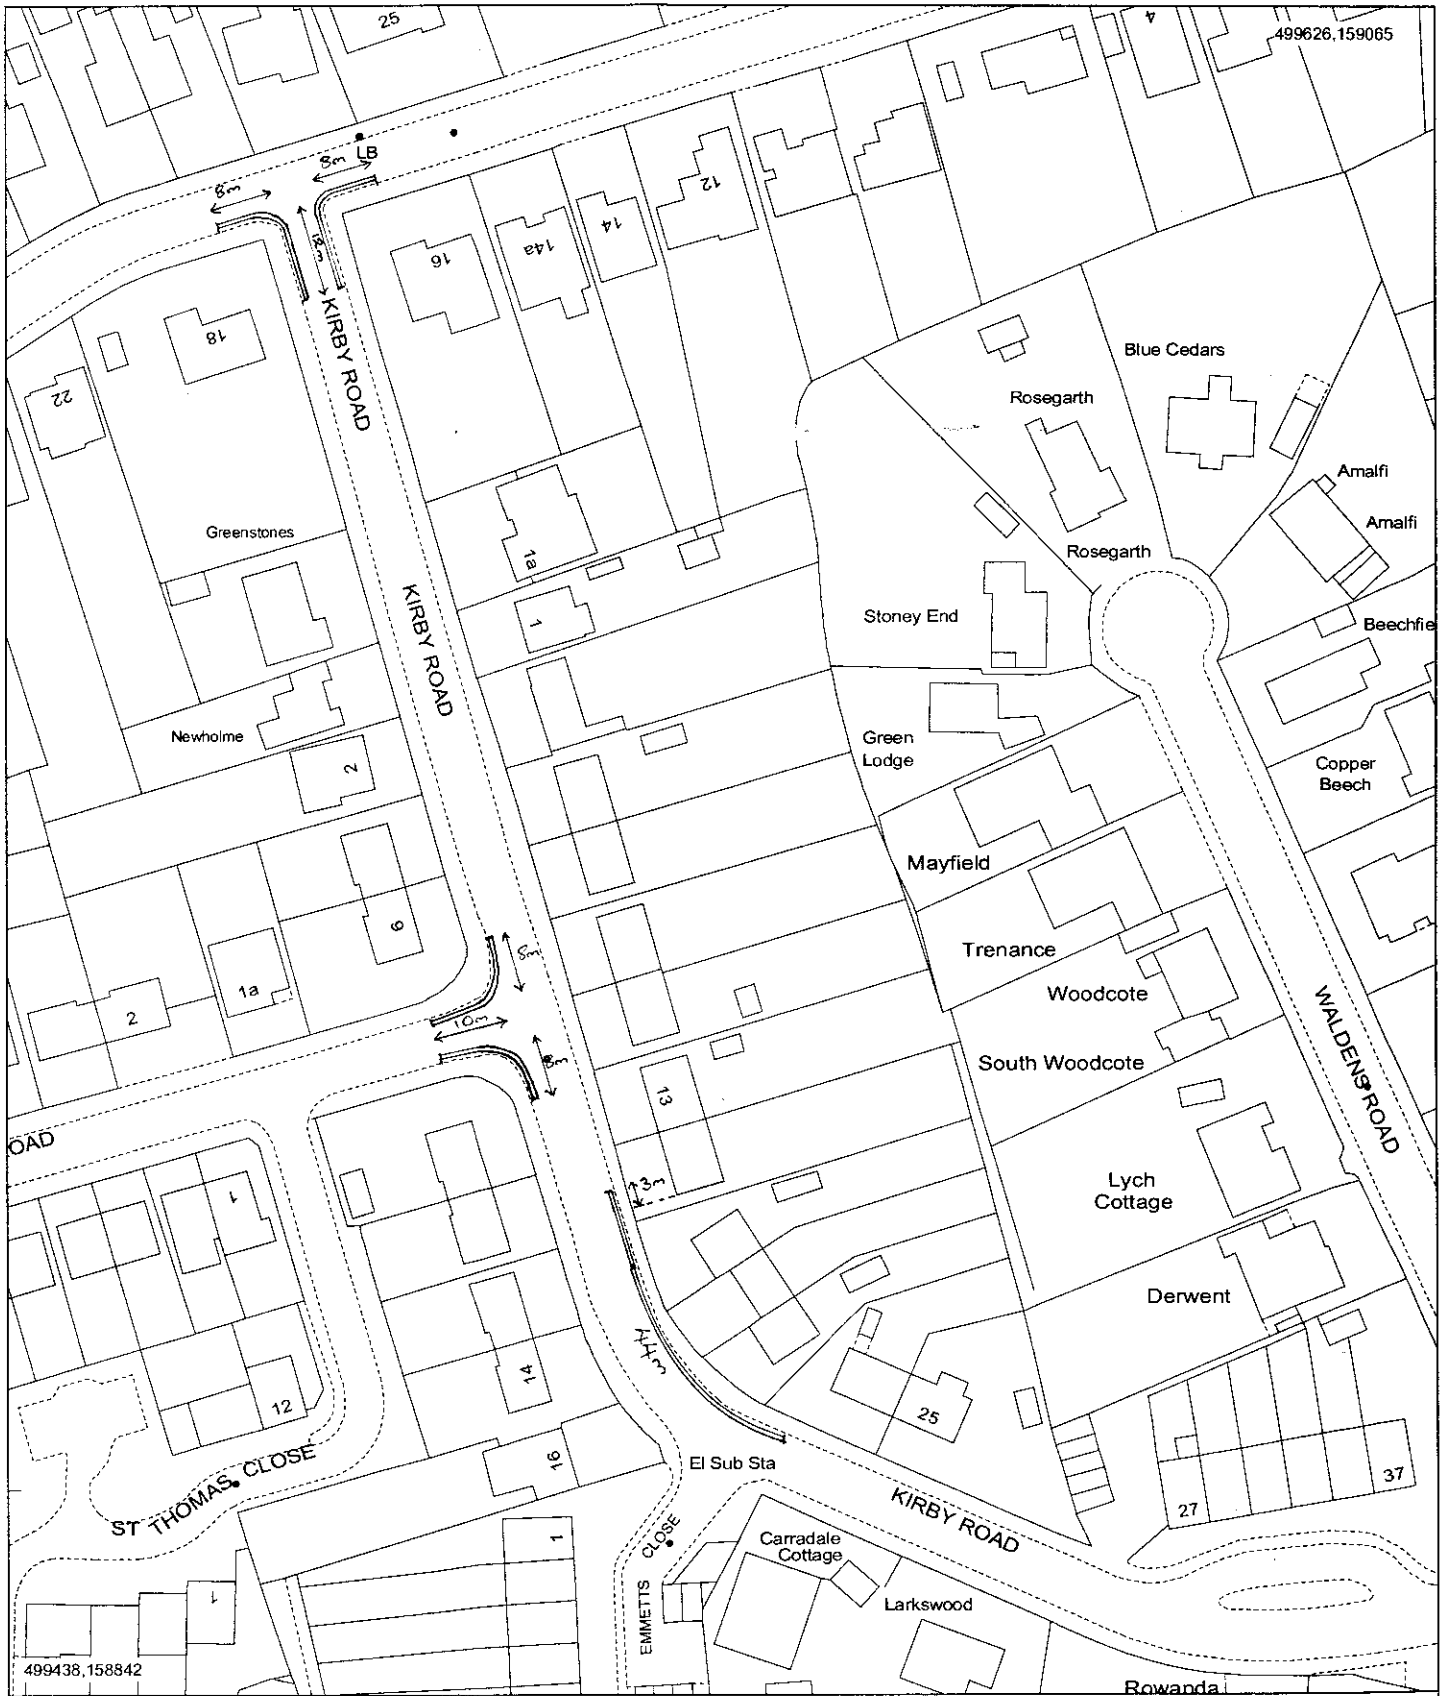 25
4
499626,159065
LB
8m
8m
12m
12
14
14a
16
18
22
KIRBY ROAD
Blue Cedars
Rosegarth
Amalfi
Amalfi
Greenstones
1a
Rosegarth
KIRBY ROAD
1
Stoney End
Beechfie
Newholme
2
Green
Lodge
Copper
Beech
Mayfield
9
8m
Trenance
1a
2
Woodcote
10m
WALDENS ROAD
South Woodcote
8m
13
OAD
3m
Lych
Cottage
1
Derwent
44m
14
12
25
ST THOMAS CLOSE
16
El Sub Sta
37
27
KIRBY ROAD
1
Carradale
Cottage
EMMETTS CLOSE
1
Larkswood
499438,158842
Rowanda